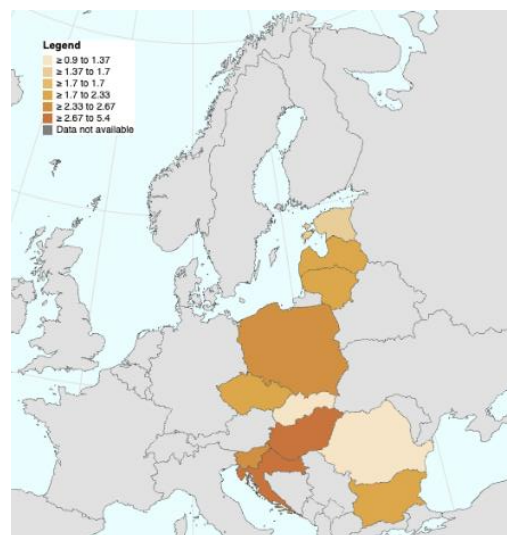 Legend
≥ 0.9 to 1.37
≥ 1.37 to 1.7
≥ 1.7 to 1.7
≥ 1.7 to 2.33
≥ 2.33 to 2.67
≥ 2.67 to 5.4
Data not available